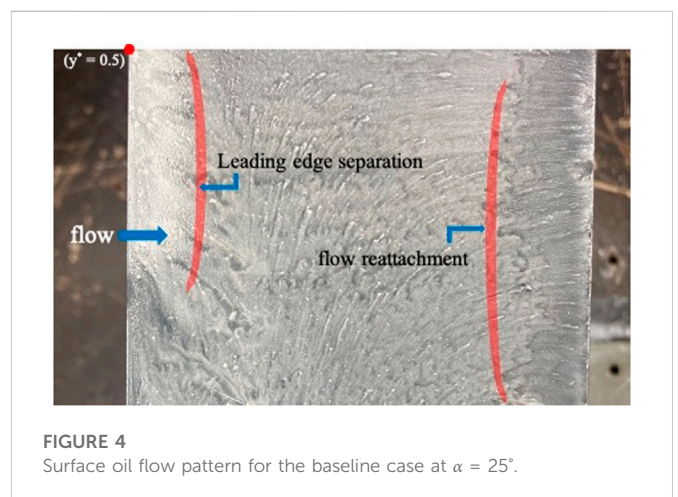 (y* = 0.5)
Leading edge separation
flow
flow reattachment
FIGURE 4
Surface oil flow pattern for the baseline case at α = 25°.